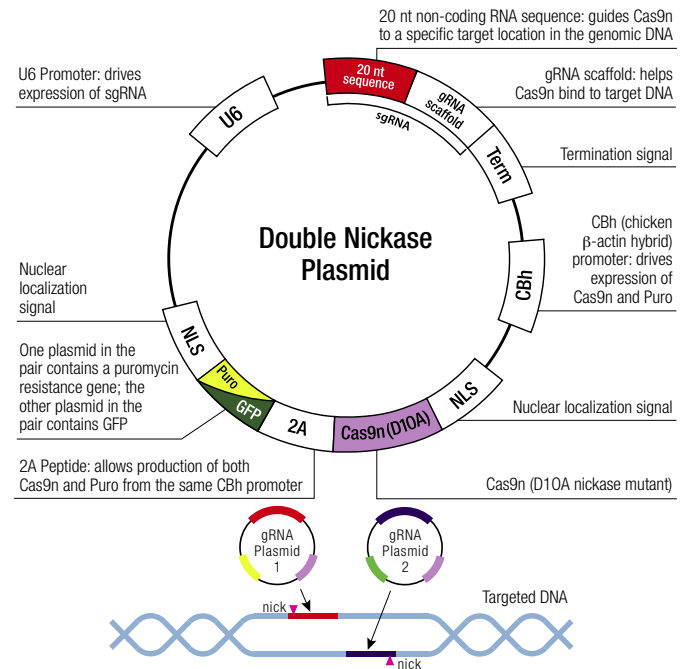 20 nt non-coding RNA sequence: guides Cas9n
to a specific target location in the genomic DNA
U6 Promoter: drives
expression of sgRNA
gRNA scaffold: helps
Cas9n bind to target DNA
20 nt
sequence
gRNA
scaffold
sgRNA
U6
Term
Termination signal
Double Nickase
Plasmid
CBh (chicken
β-actin hybrid)
promoter: drives
expression of
Cas9n and Puro
CBh
Nuclear
localization
signal
NLS
One plasmid in the
pair contains a puromycin
resistance gene; the
other plasmid in the
pair contains GFP
Puro
GFP
2A
Cas9n (D10A)
NLS
Nuclear localization signal
2A Peptide: allows production of both
Cas9n and Puro from the same CBh promoter
Cas9n (D10A nickase mutant)
gRNA
Plasmid
1
gRNA
Plasmid
2
Targeted DNA
nick
nick